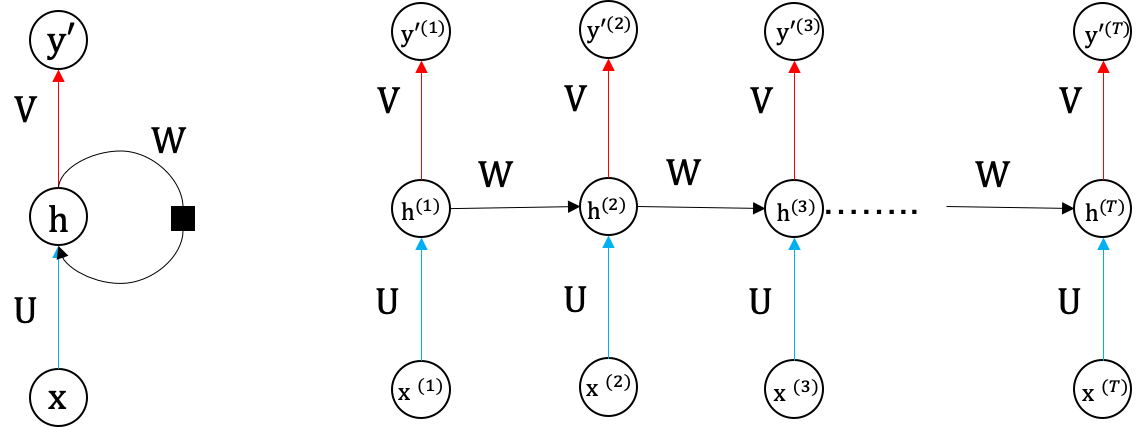 y′
V
W
h
U
x
y′⁽¹⁾ y′⁽²⁾ y′⁽³⁾ y′⁽ᵀ⁾
V V V V
W W W
h⁽¹⁾ h⁽²⁾ h⁽³⁾ ........ h⁽ᵀ⁾
U U U U
x ⁽¹⁾ x ⁽²⁾ x ⁽³⁾ x ⁽ᵀ⁾